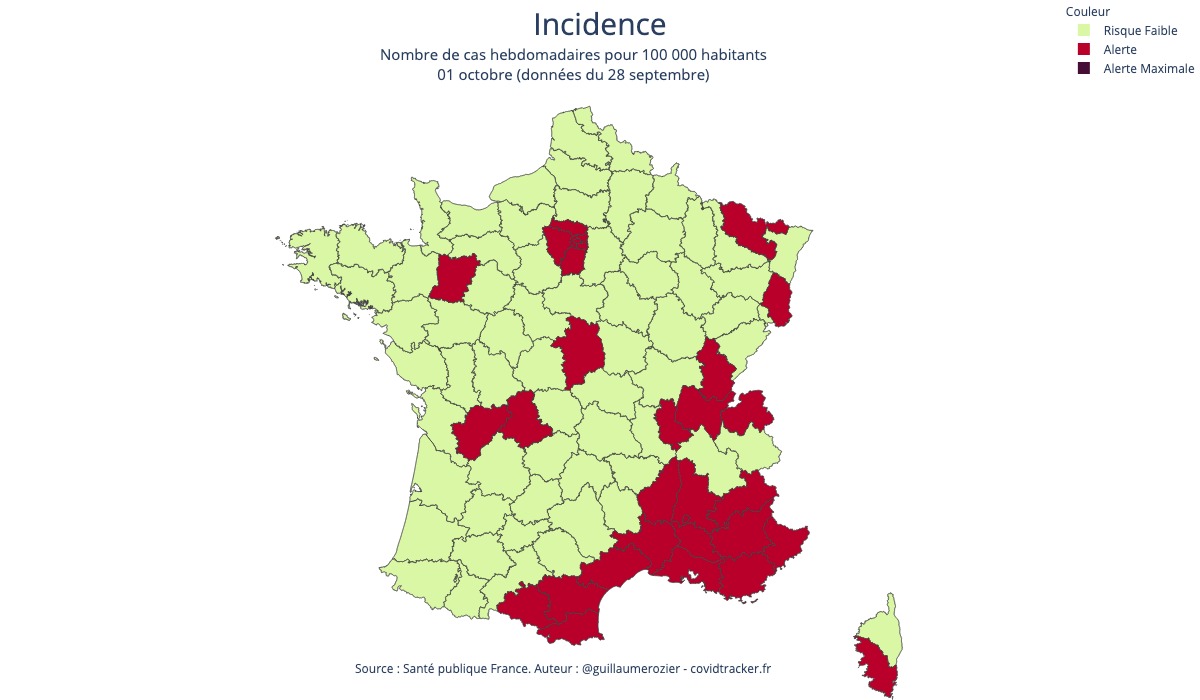 Incidence
Nombre de cas hebdomadaires pour 100 000 habitants
01 octobre (données du 28 septembre)
Couleur
Risque Faible
Alerte
Alerte Maximale
Source : Santé publique France. Auteur : @guillaumerozier - covidtracker.fr